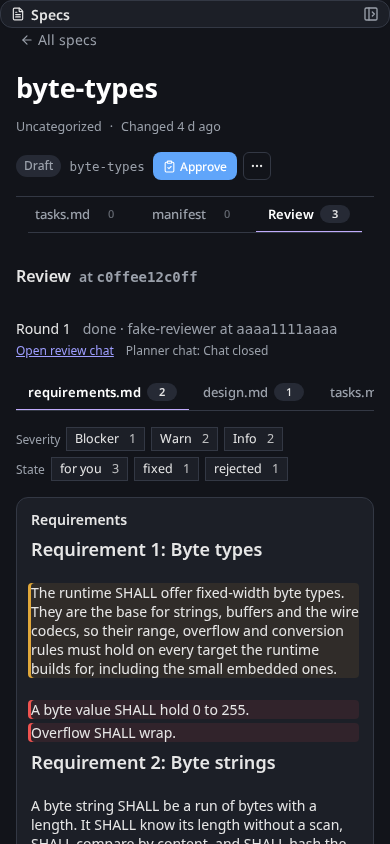 Specs
All specs
byte-types
Uncategorized · Changed 4 d ago
Draft byte-types Approve ...
tasks.md 0 manifest 0 Review 3
Review at c0ffee12c0ff
Round 1 done · fake-reviewer at aaaa1111aaaa
Open review chat Planner chat: Chat closed
requirements.md 2 design.md 1 tasks.m
Severity Blocker 1 Warn 2 Info 2
State for you 3 fixed 1 rejected 1
Requirements
Requirement 1: Byte types
The runtime SHALL offer fixed-width byte types.
They are the base for strings, buffers and the wire
codecs, so their range, overflow and conversion
rules must hold on every target the runtime
builds for, including the small embedded ones.
A byte value SHALL hold 0 to 255.
Overflow SHALL wrap.
Requirement 2: Byte strings
A byte string SHALL be a run of bytes with a
length. It SHALL know its length without a scan,
SHALL compare by content, and SHALL hash the